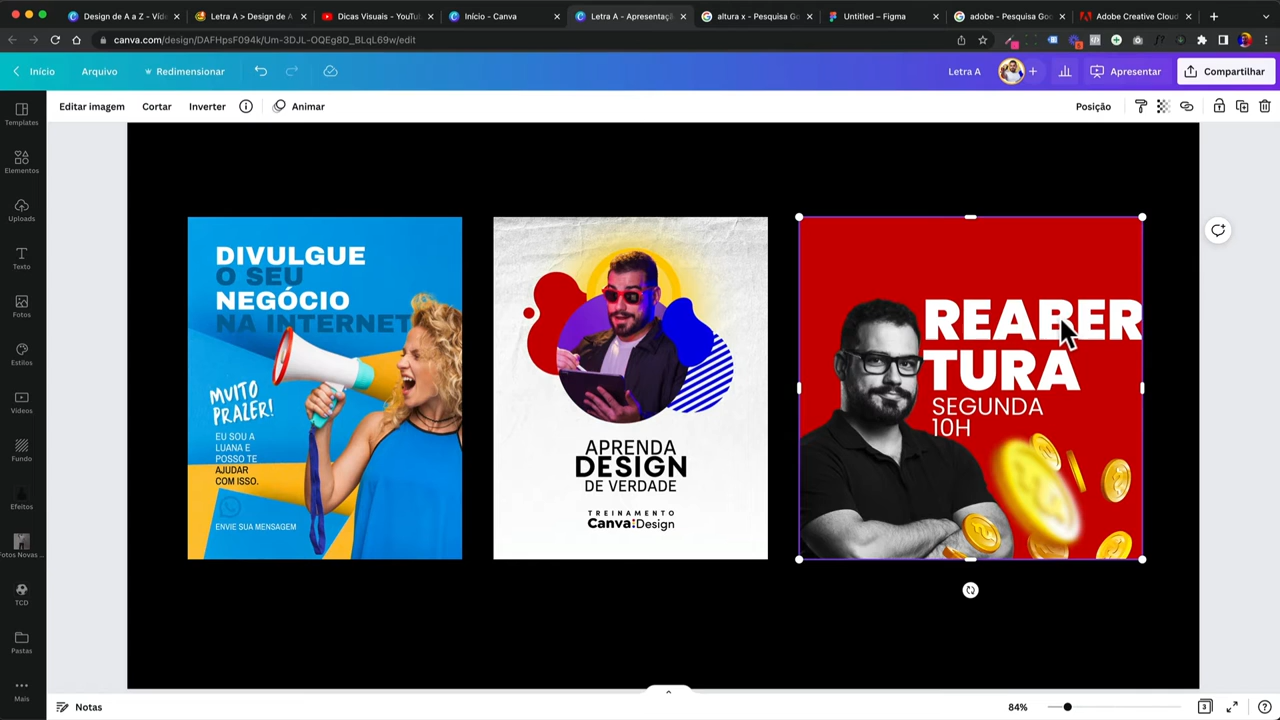 Design de A a Z - Víd
Letra A > Design de A
Dicas Visuais - YouTu
Início - Canva
Letra A - Apresentaçã
altura x - Pesquisa Go
Untitled – Figma
adobe - Pesquisa Goo
Adobe Creative Cloud
canva.com/design/DAFHpsF094k/Um-3DJL-OQEg8D_BLqL69w/edit
Início
Arquivo
Redimensionar
Letra A
Apresentar
Compartilhar
Editar imagem
Cortar
Inverter
Animar
Posição
Templates
Elementos
Uploads
Texto
Fotos
Estilos
Vídeos
Fundo
Efeitos
Fotos Novas ...
TCD
Pastas
Mais
DIVULGUE
O SEU
NEGÓCIO
NA INTERNET
MUITO
PRAZER!
EU SOU A
LUANA E
POSSO TE
AJUDAR
COM ISSO.
ENVIE SUA MENSAGEM
APRENDA
DESIGN
DE VERDADE
TREINAMENTO
Canva:Design
REABER
TURA
SEGUNDA
10H
Notas
84%
3